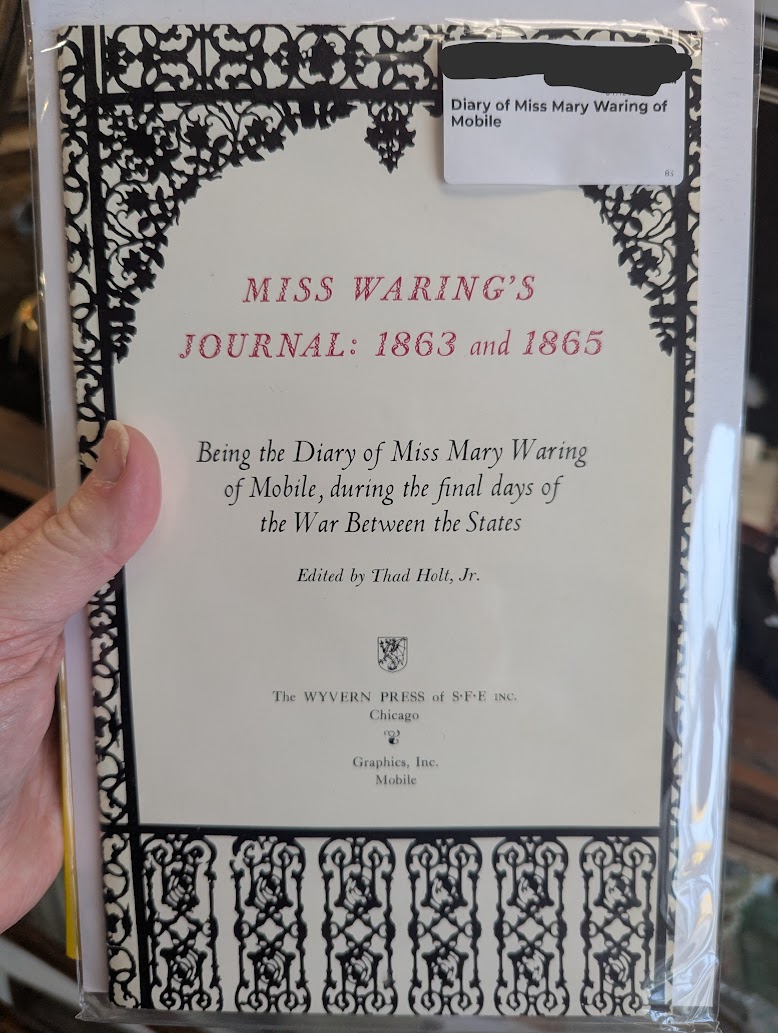 Diary of Miss Mary Waring of
Mobile
83
MISS WARING'S
JOURNAL: 1863 and 1865
Being the Diary of Miss Mary Waring
of Mobile, during the final days of
the War Between the States
Edited by Thad Holt, Jr.
The WYVERN PRESS of S·F·E INC.
Chicago
Graphics, Inc.
Mobile